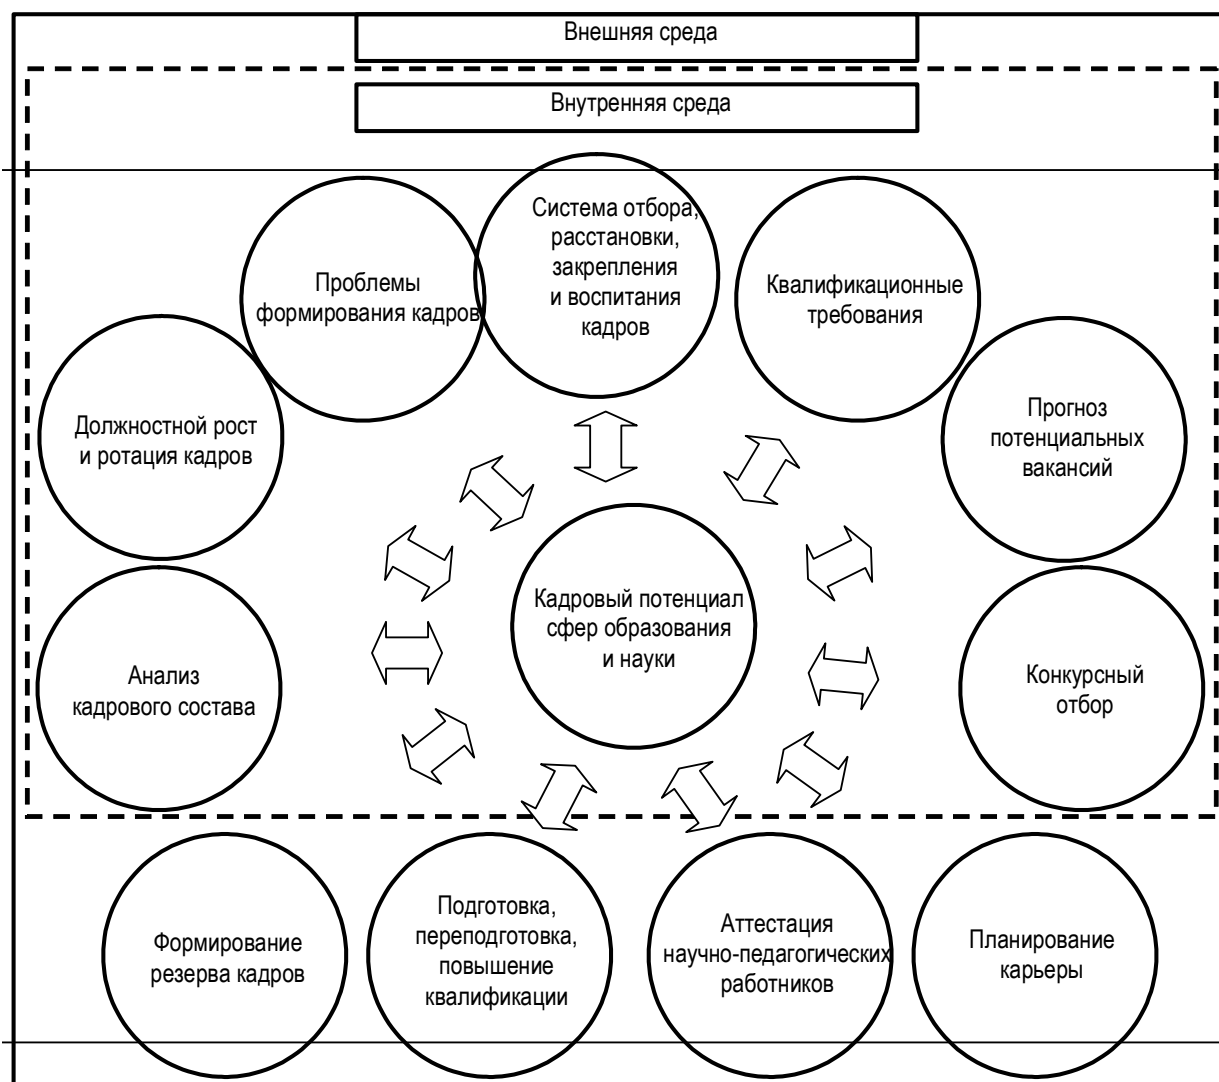 Внешняя среда
Внутренняя среда
Система отбора,
расстановки,
закрепления
и воспитания
кадров
Проблемы
формирования кадров
Квалификационные
требования
Должностной рост
и ротация кадров
Прогноз
потенциальных
вакансий
Кадровый потенциал
сфер образования
и науки
Анализ
кадрового состава
Конкурсный
отбор
Формирование
резерва кадров
Подготовка,
переподготовка,
повышение
квалификации
Аттестация
научно-педагогических
работников
Планирование
карьеры